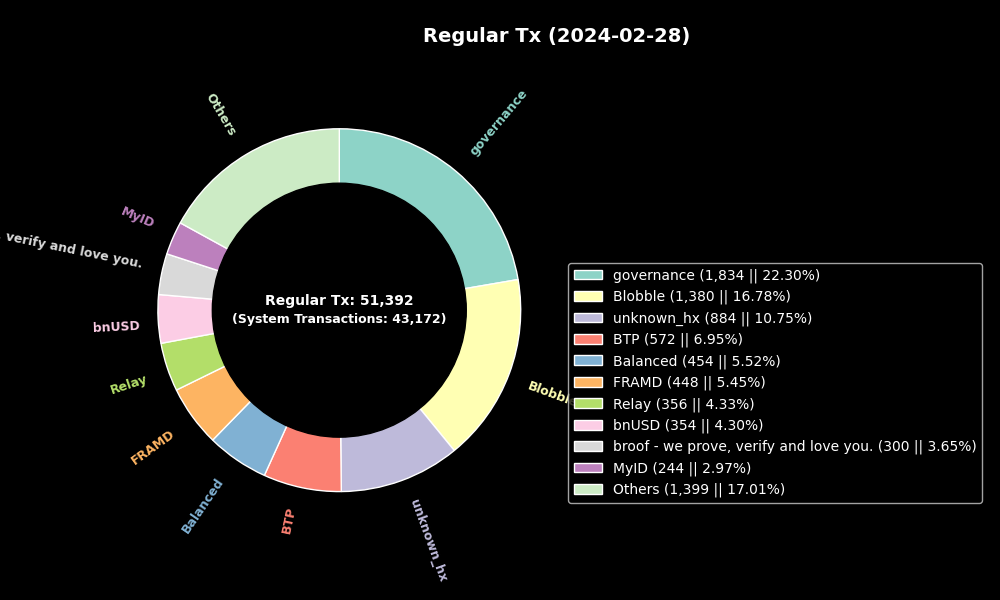 Regular Tx (2024-02-28)
governance
Others
MyID
verify and love you.
bnUSD
Relay
FRAMD
Balanced
BTP
unknown_hx
Blobble
Regular Tx: 51,392
(System Transactions: 43,172)
governance (1,834 || 22.30%)
Blobble (1,380 || 16.78%)
unknown_hx (884 || 10.75%)
BTP (572 || 6.95%)
Balanced (454 || 5.52%)
FRAMD (448 || 5.45%)
Relay (356 || 4.33%)
bnUSD (354 || 4.30%)
broof - we prove, verify and love you. (300 || 3.65%)
MyID (244 || 2.97%)
Others (1,399 || 17.01%)